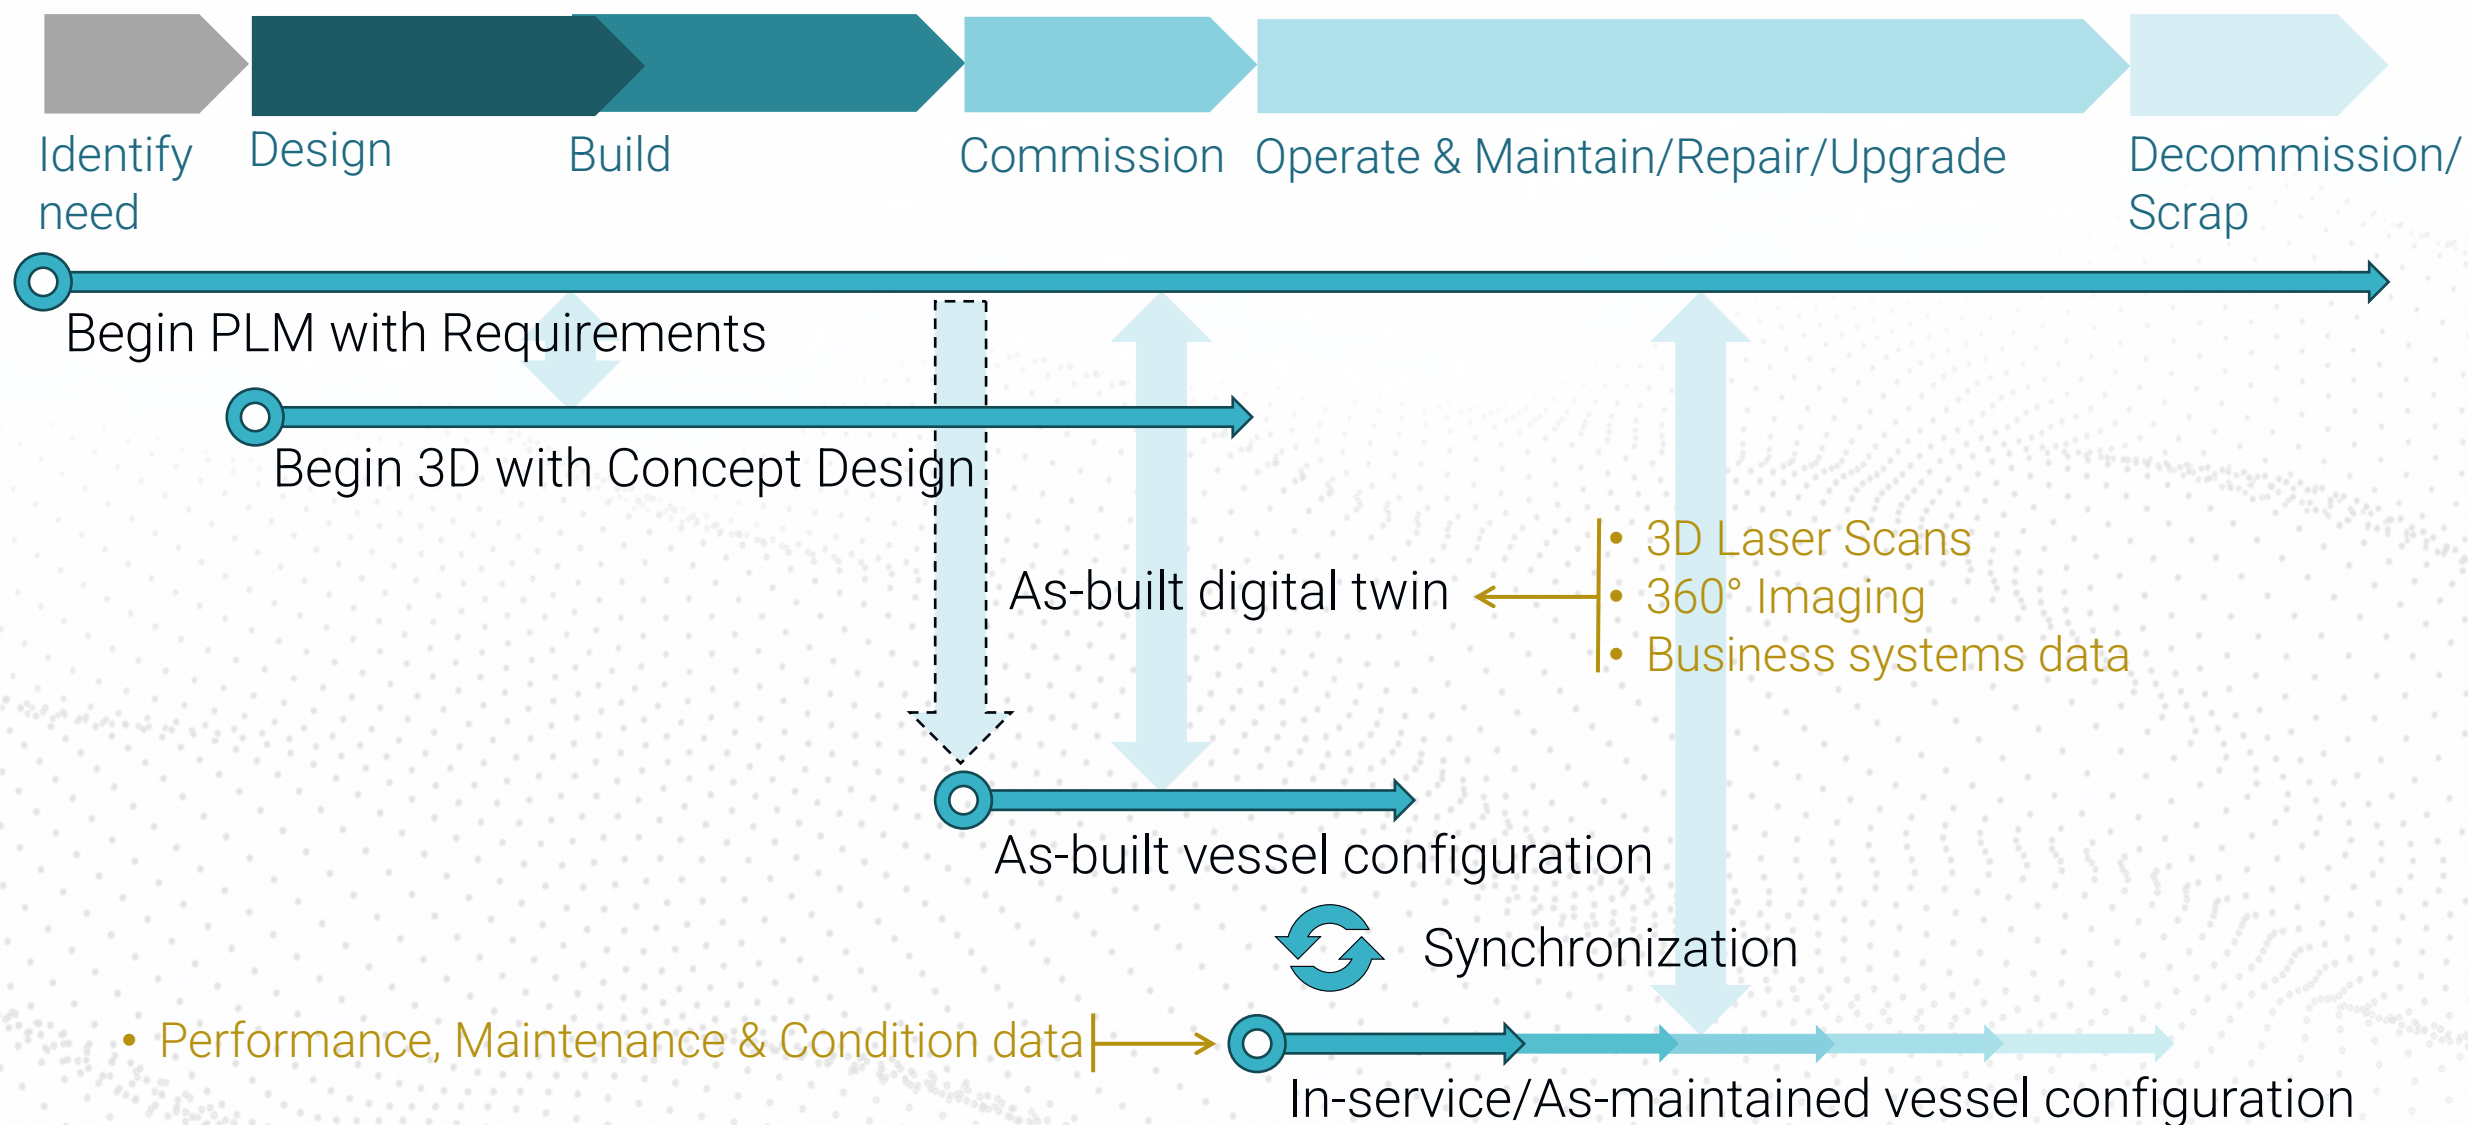 Identify
need
Design
Build
Commission
Operate & Maintain/Repair/Upgrade
Decommission/
Scrap
Begin PLM with Requirements
Begin 3D with Concept Design
As-built digital twin
• 3D Laser Scans
• 360° Imaging
• Business systems data
As-built vessel configuration
Synchronization
• Performance, Maintenance & Condition data
In-service/As-maintained vessel configuration